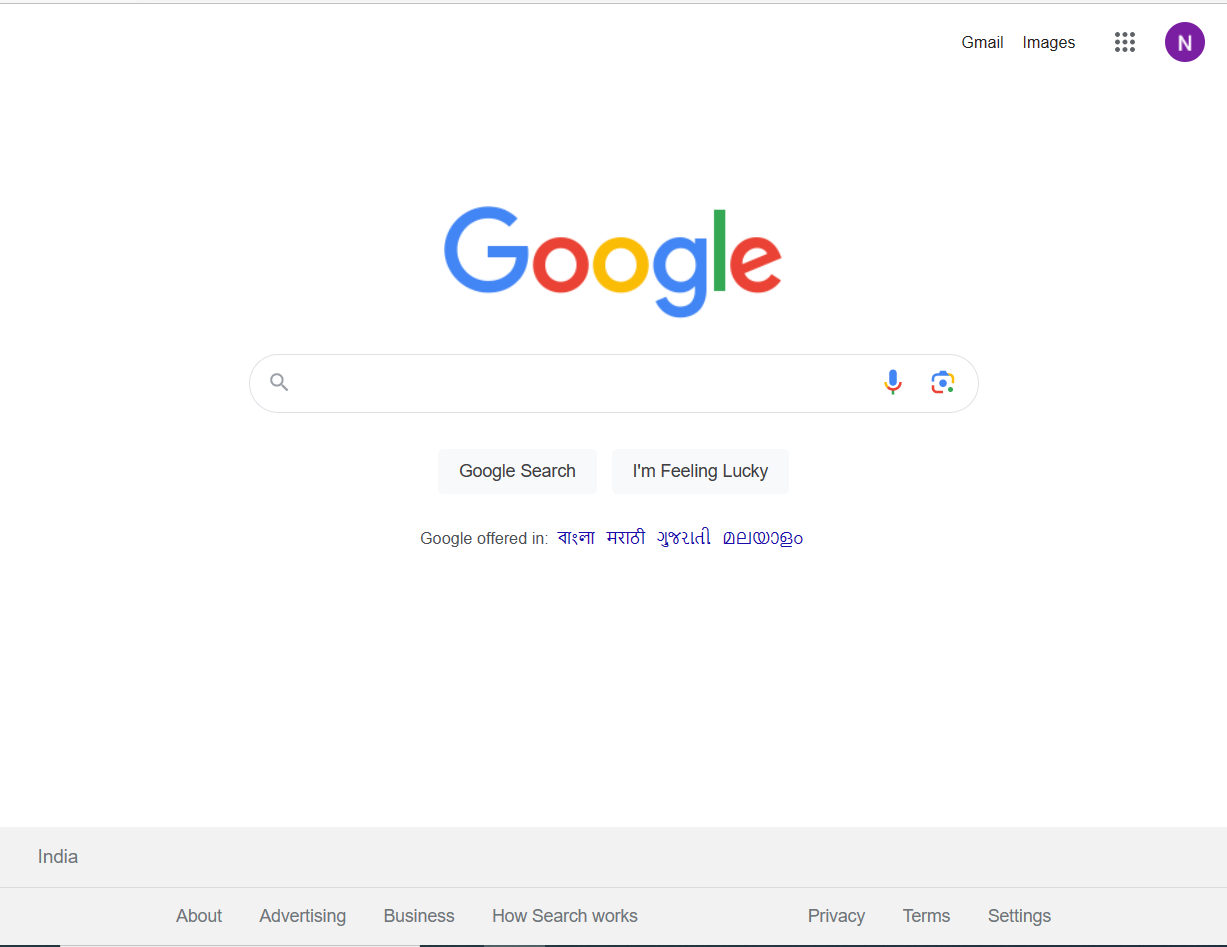 Gmail Images N
Google
Google Search I'm Feeling Lucky
Google offered in: বাংলা मराठी ગુજરાતી മലയാളം
India
About Advertising Business How Search works Privacy Terms Settings